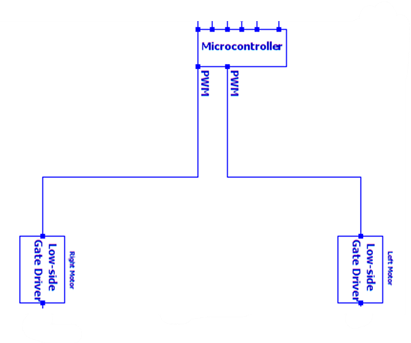 Microcontroller
PWM
PWM
Low-side
Gate Driver
Right Motor
Low-side
Gate Driver
Left Motor